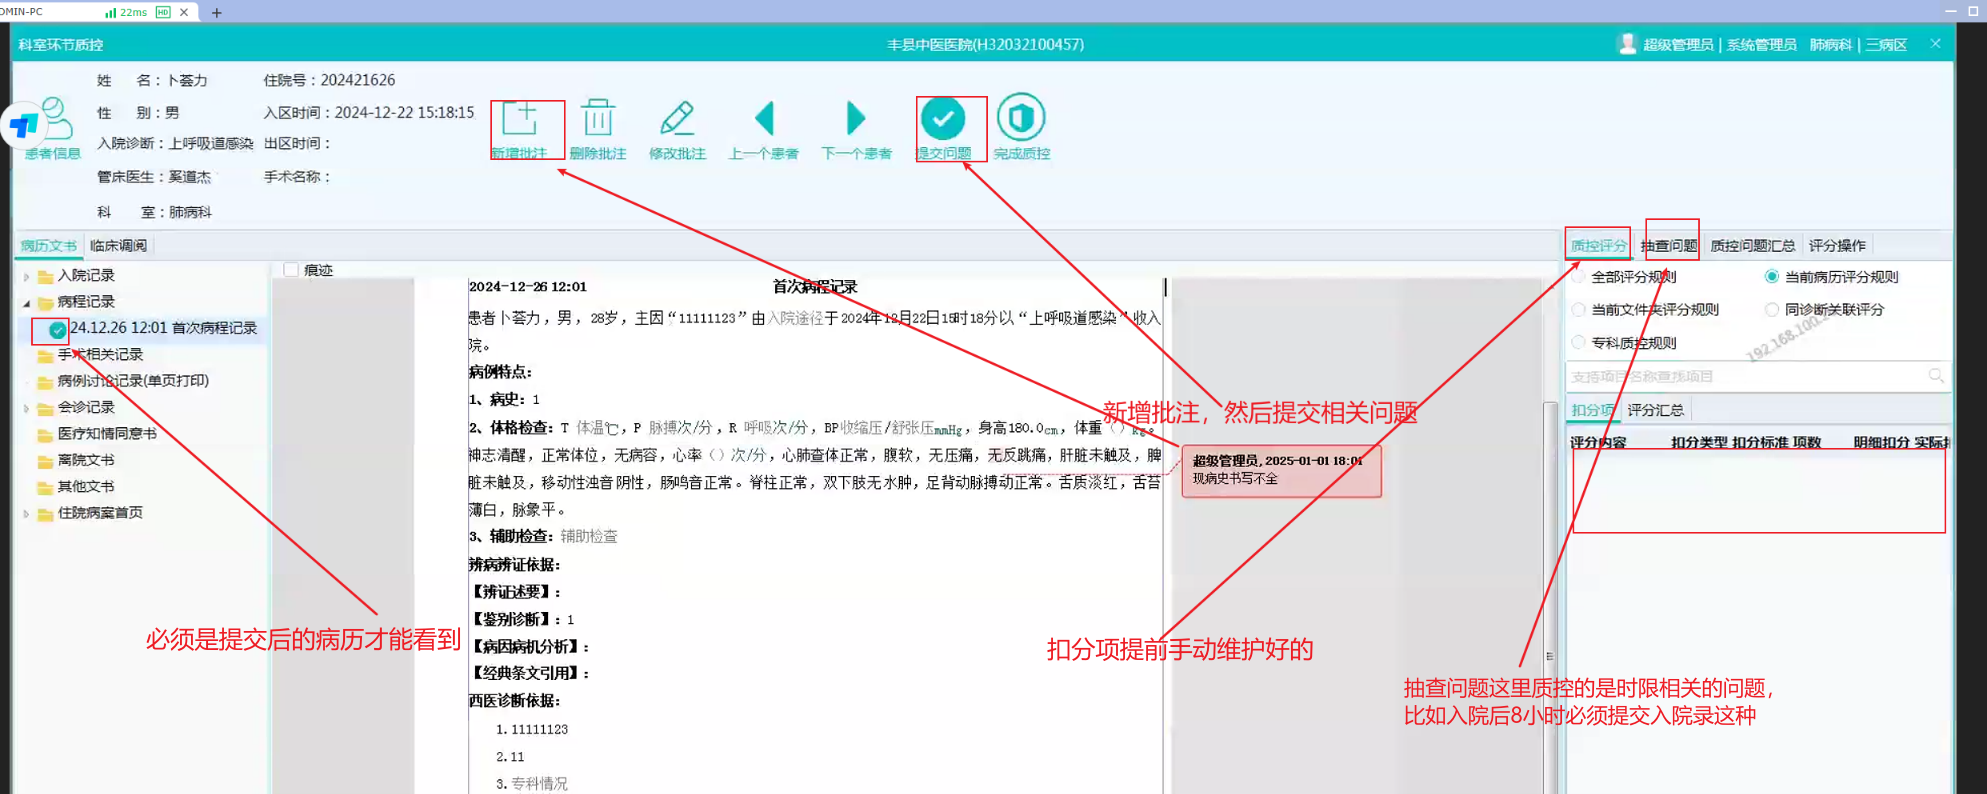 DMIN-PC 22ms HD
科室环节质控
丰县中医医院(H32032100457)
超级管理员 | 系统管理员 肺病科 | 三病区
患者信息
姓 名：卜荟力 住院号：202421626
性 别：男 入区时间：2024-12-22 15:18:15
入院诊断：上呼吸道感染 出区时间：
管床医生：奚道杰 手术名称：
科 室：肺病科
新增批注 删除批注 修改批注 上一个患者 下一个患者 提交问题 完成质控
病历文书 临床调阅
入院记录
病程记录
24.12.26 12:01 首次病程记录
手术相关记录
病例讨论记录(单页打印)
会诊记录
医疗知情同意书
离院文书
其他文书
住院病案首页
必须是提交后的病历才能看到
痕迹
2024-12-26 12:01 首次病程记录
患者卜荟力，男，28岁，主因“11111123”由入院途径于2024年12月22日15时18分以“上呼吸道感染”收入
院。
病例特点：
1、病史：1
2、体格检查：T 体温℃，P 脉搏次/分，R 呼吸次/分，BP收缩压/舒张压mmHg，身高180.0cm，体重（）kg。
神志清醒，正常体位，无病容，心率（）次/分，心肺查体正常，腹软，无压痛，无反跳痛，肝脏未触及，脾
脏未触及，移动性浊音阴性，肠鸣音正常。脊柱正常，双下肢无水肿，足背动脉搏动正常。舌质淡红，舌苔
薄白，脉象平。
3、辅助检查：辅助检查
辨病辨证依据：
【辨证述要】：
【鉴别诊断】：1
【病因病机分析】：
【经典条文引用】：
西医诊断依据：
1.11111123
2.11
3.专科情况
新增批注，然后提交相关问题
超级管理员,2025-01-01 18:01
现病史书写不全
扣分项提前手动维护好的
质控评分 抽查问题 质控问题汇总 评分操作
全部评分规则 当前病历评分规则
当前文件夹评分规则 同诊断关联评分
专科质控规则
192.168.100.
支持项目名称查找项目
扣分项 评分汇总
评分内容 扣分类型 扣分标准 项数 明细扣分 实际扣
抽查问题这里质控的是时限相关的问题，
比如入院后8小时必须提交入院录这种